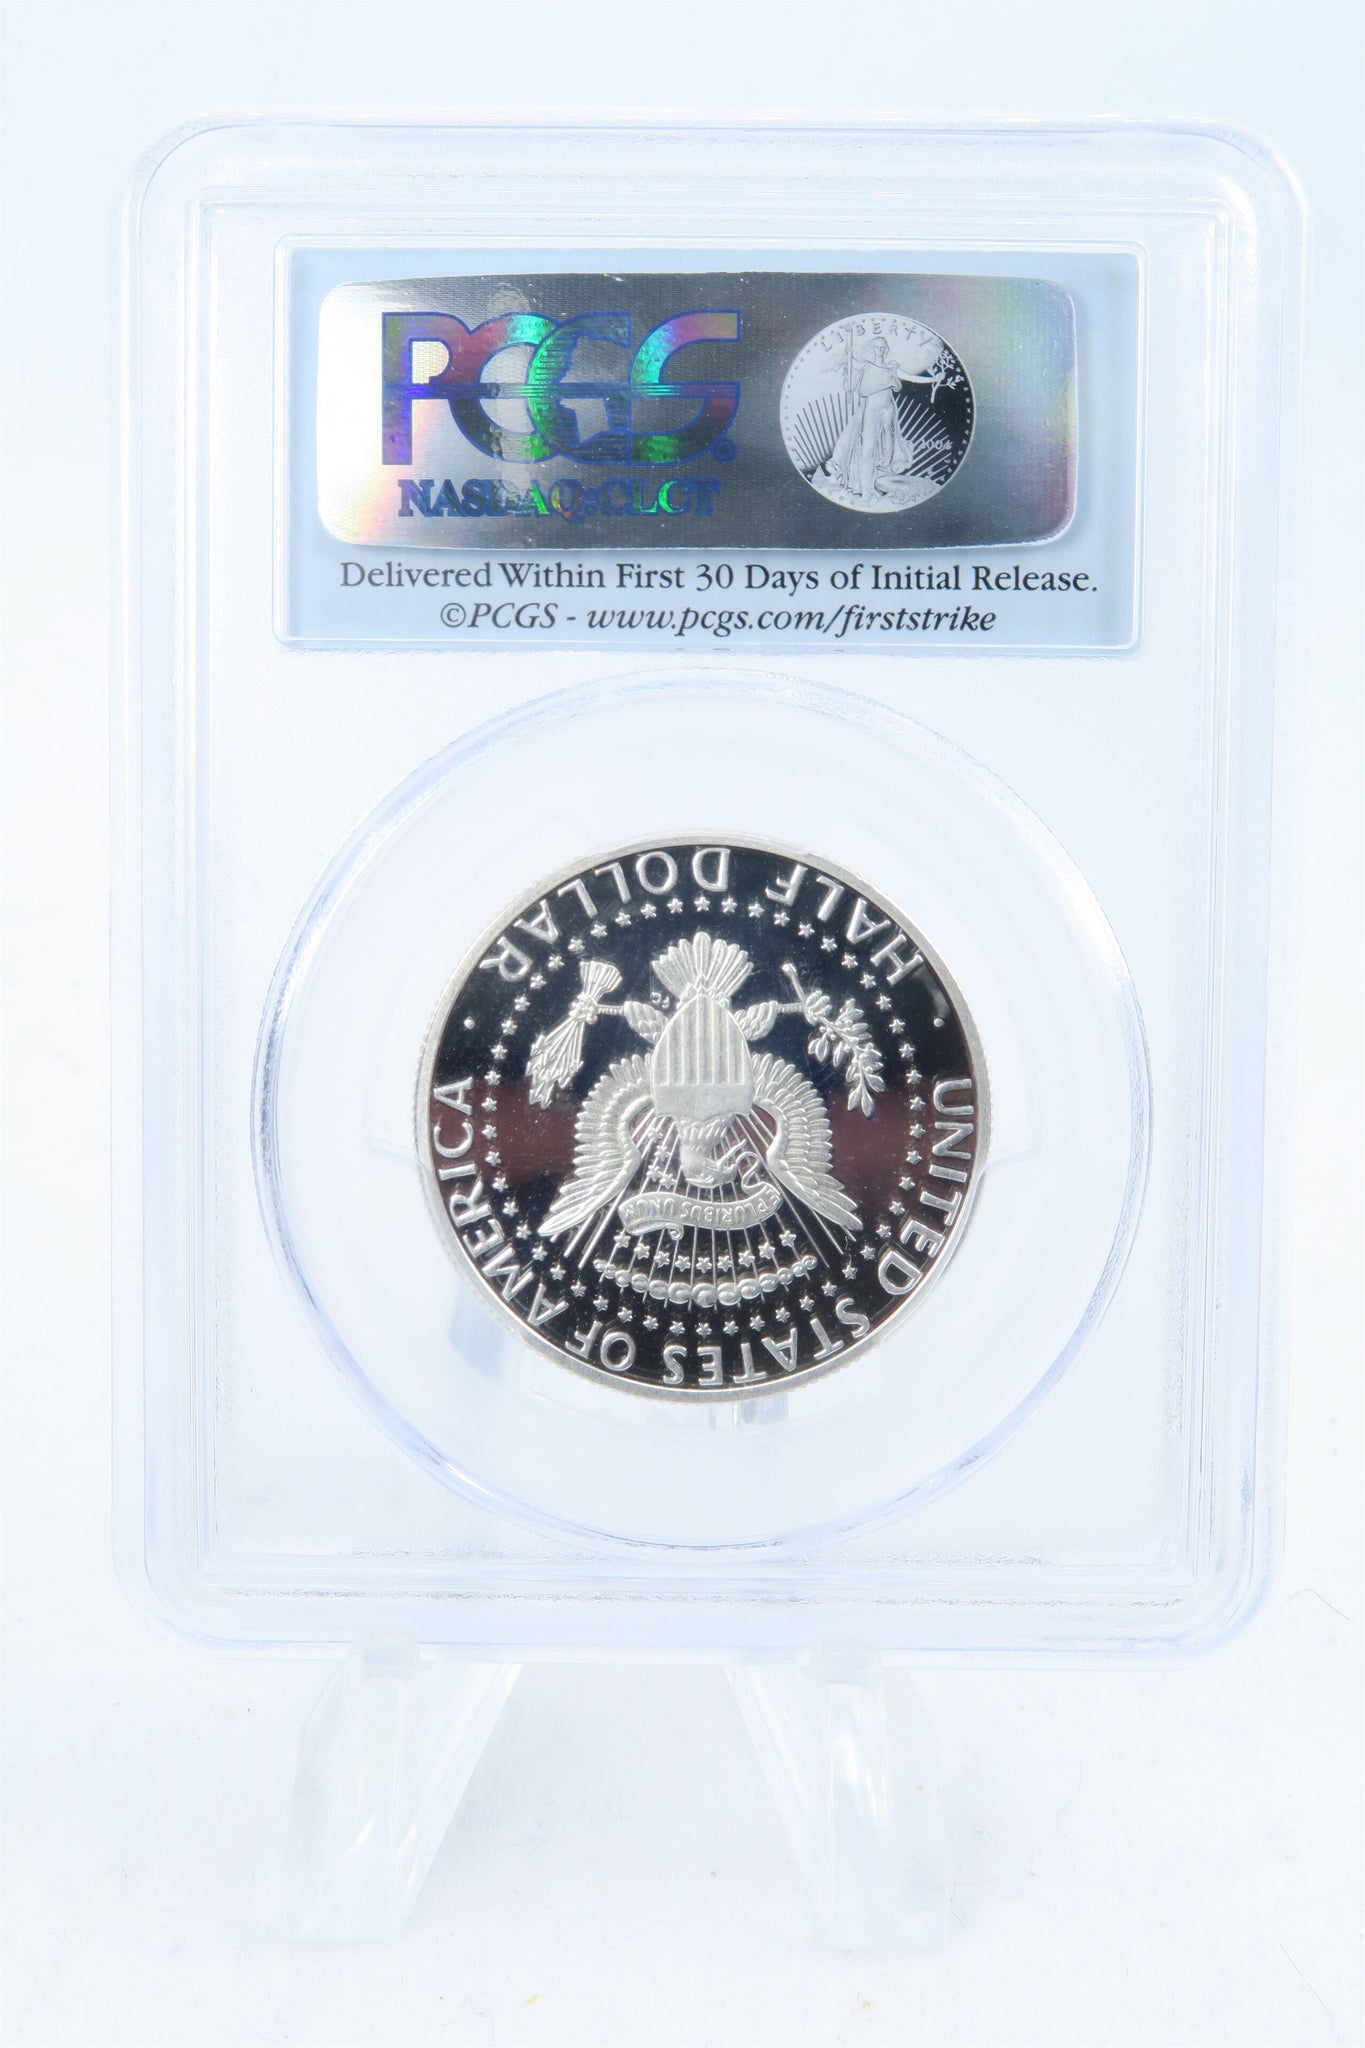 PCGS®
NASDAQ:CLCT
LIBERTY
2004
Delivered Within First 30 Days of Initial Release.
©PCGS - www.pcgs.com/firststrike
HALF DOLLAR
E PLURIBUS UNUM
UNITED STATES OF AMERICA